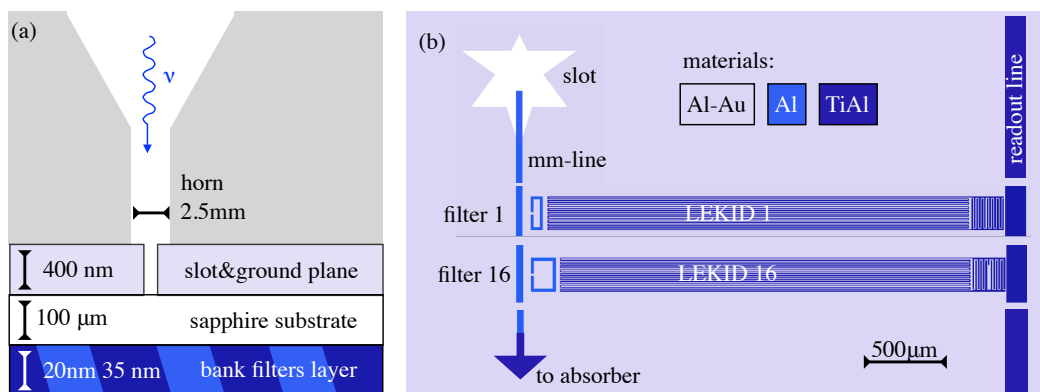 (a)
ν
horn
2.5mm
400 nm slot&ground plane
100 μm sapphire substrate
20nm 35 nm bank filters layer
(b)
slot
materials:
Al-Au Al TiAl
readout line
mm-line
filter 1 LEKID 1
filter 16 LEKID 16
500μm
to absorber